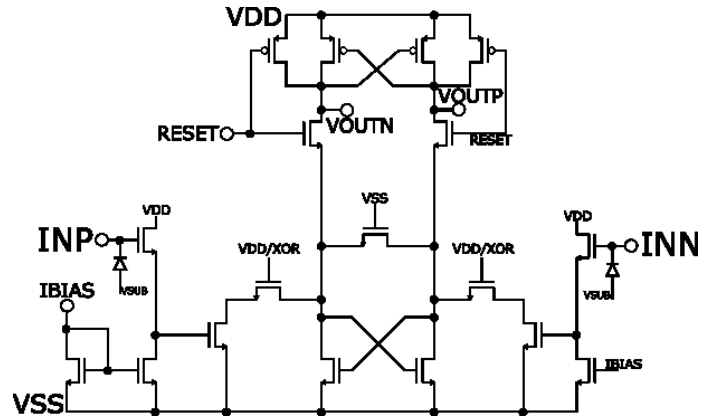 VDD
VOUTP
VOUTN
RESET
RESET
VSS
VDD
VDD
INP
VDD/XOR
VDD/XOR
INN
VSUB
VSUB
IBIAS
IBIAS
VSS